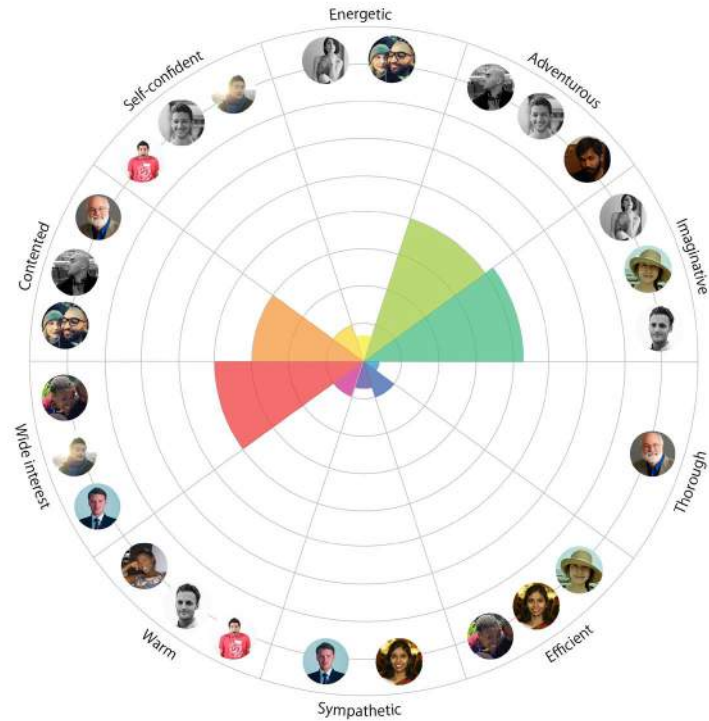 Energetic
Adventurous
Imaginative
Thorough
Efficient
Sympathetic
Warm
Wide interest
Contented
Self-confident